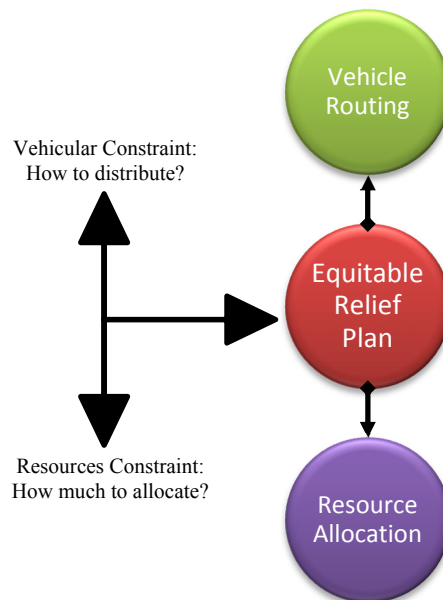 Vehicle
Routing
Vehicular Constraint:
How to distribute?
Equitable
Relief
Plan
Resources Constraint:
How much to allocate?
Resource
Allocation